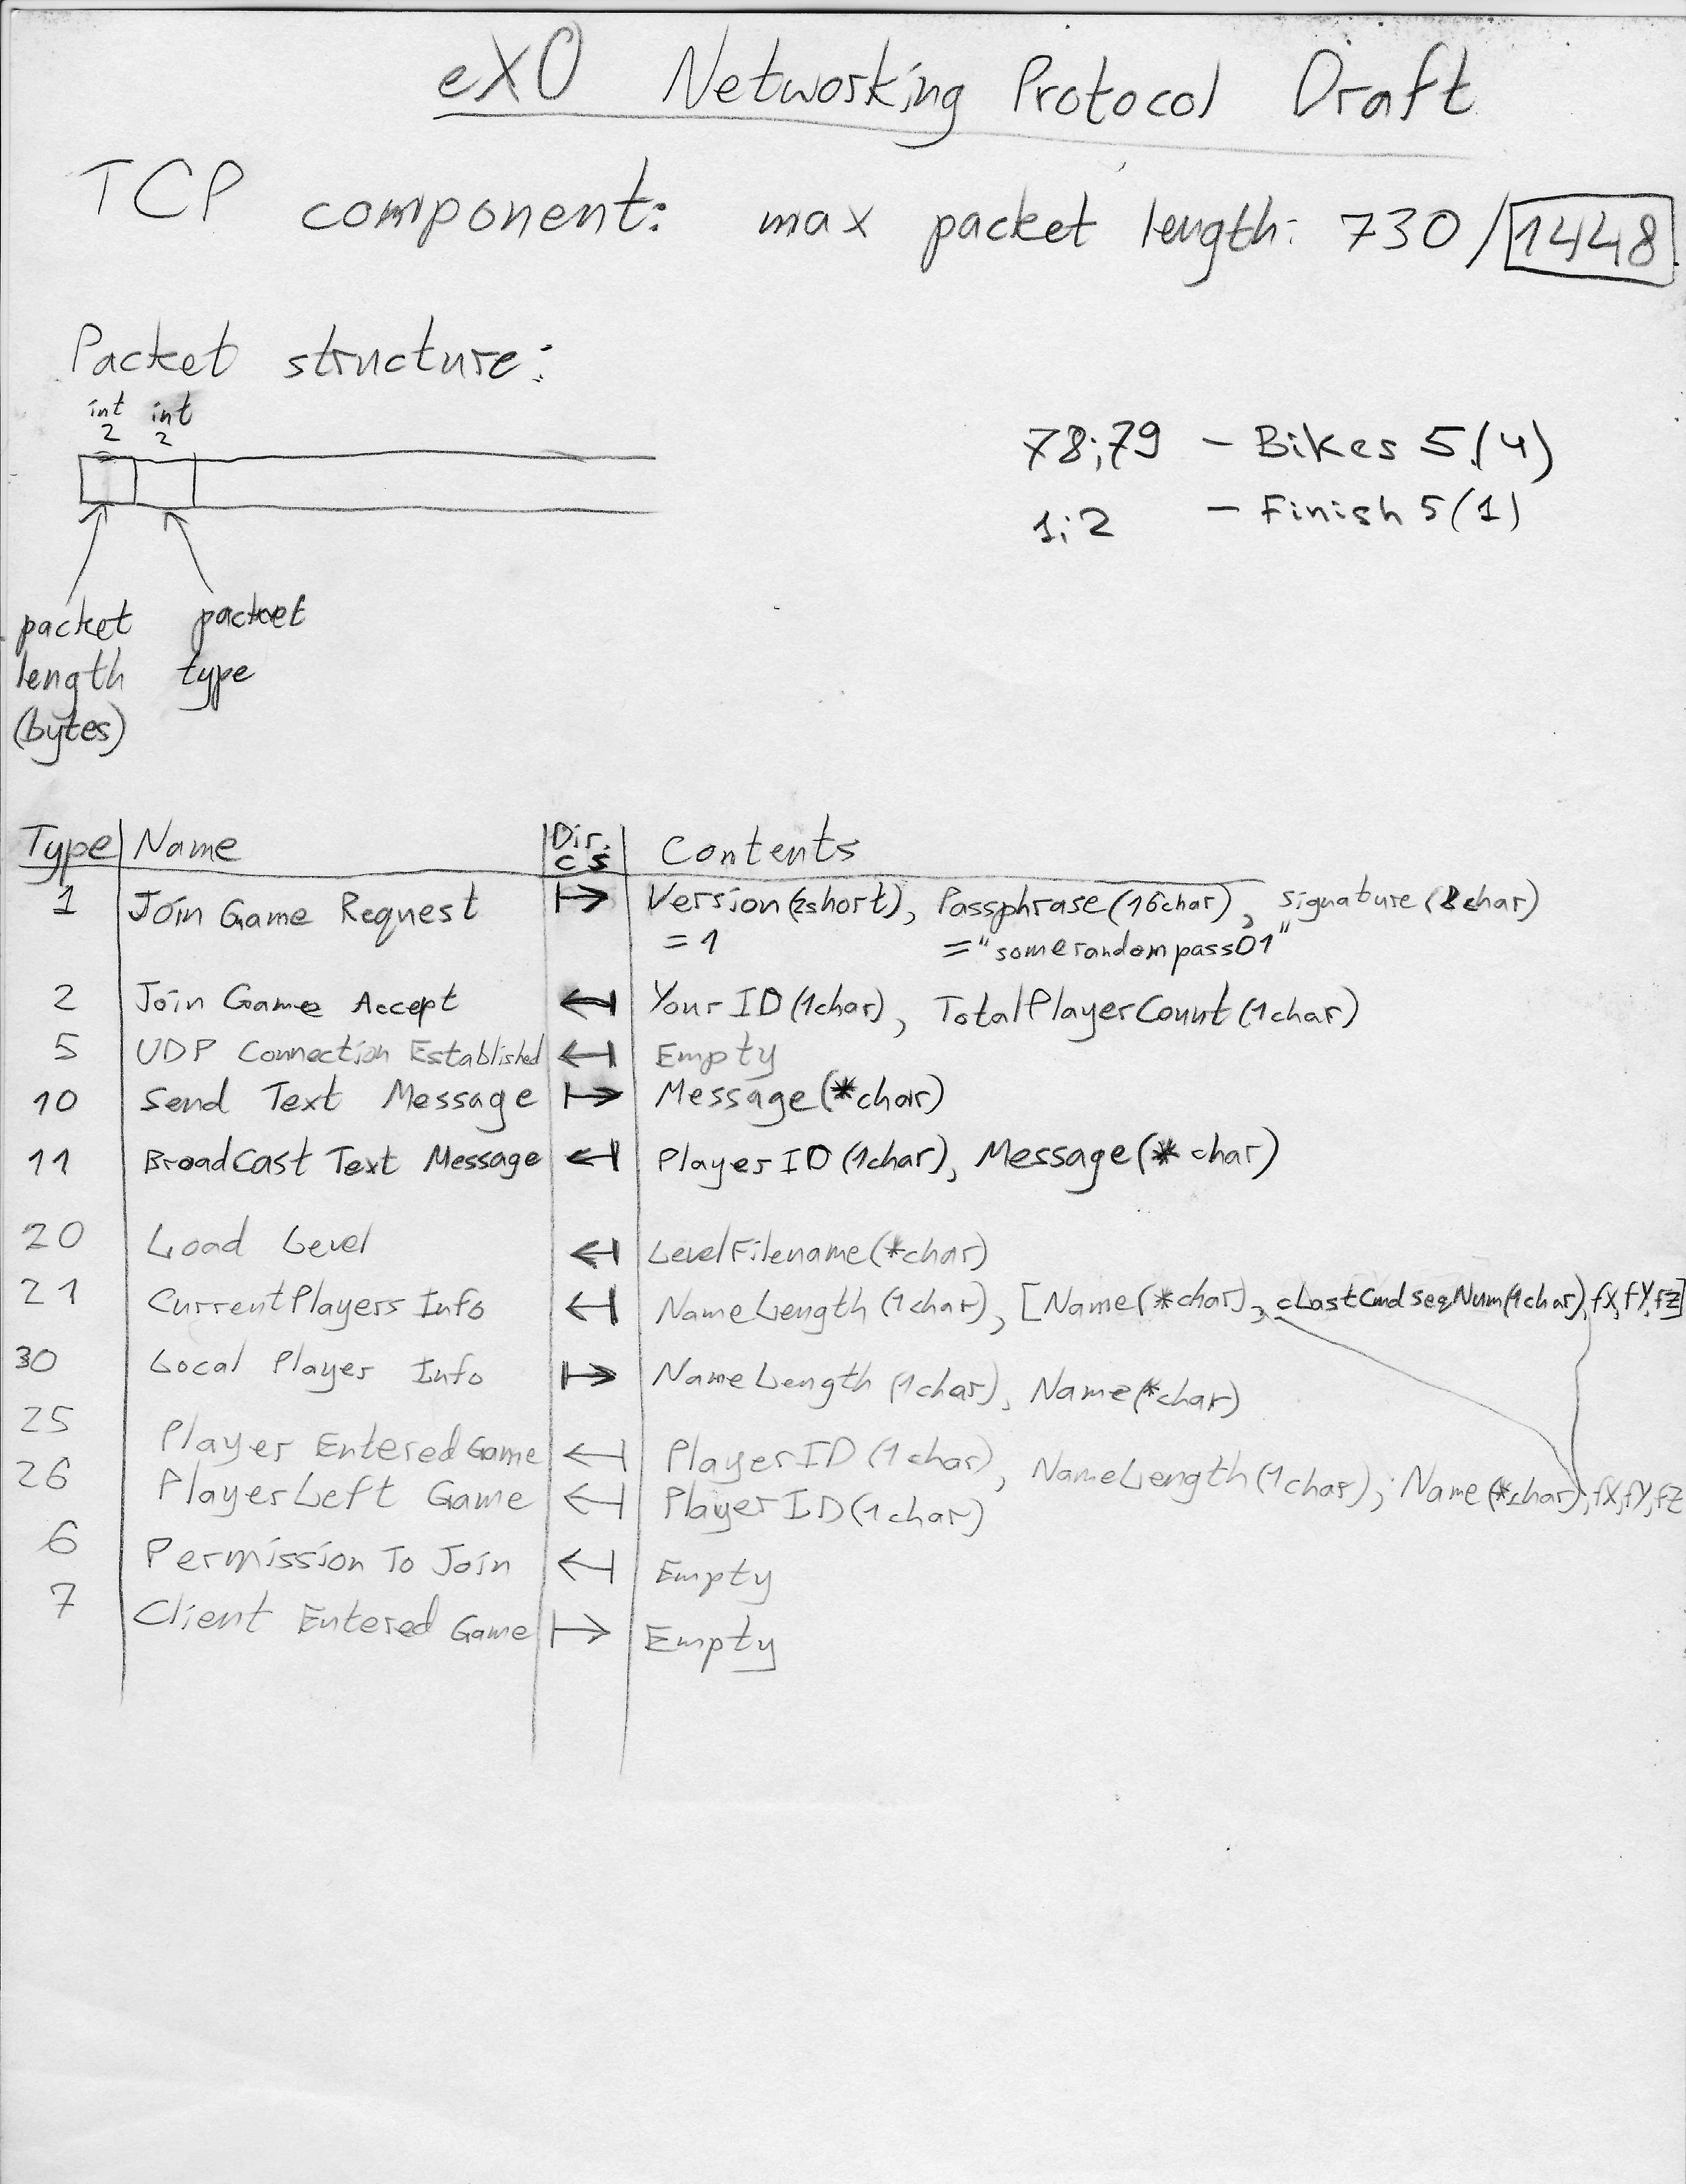 eXO Networking Protocol Draft
TCP component: max packet length: 730/1448
Packet structure:
int int
2 2
packet packet
length type
(bytes)
78;79 - Bikes 5(4)
1;2 - Finish 5(1)
Type Name Dir. Contents
C S
1 Join Game Request ↦ Version(2short), Passphrase(16char), signature(8char)
=1 ="somerandompass01"
2 Join Game Accept ↤ Your ID(1char), TotalPlayerCount(1char)
5 UDP Connection Established ↤ Empty
10 Send Text Message ↦ Message(*char)
11 BroadCast Text Message ↤ Player ID(1char), Message(*char)
20 Load Level ↤ LevelFilename(*char)
21 CurrentPlayers Info ↤ NameLength(1char), [Name(*char), cLastCmdSeqNum(1char), fX,fY,fZ]
30 Local Player Info ↦ NameLength(1char), Name(*char)
25 Player Entered Game ↤ PlayerID(1char), NameLength(1char), Name(*char), fX,fY,fZ
26 PlayerLeft Game ↤ PlayerID(1char)
6 Permission To Join ↤ Empty
7 Client Entered Game ↦ Empty